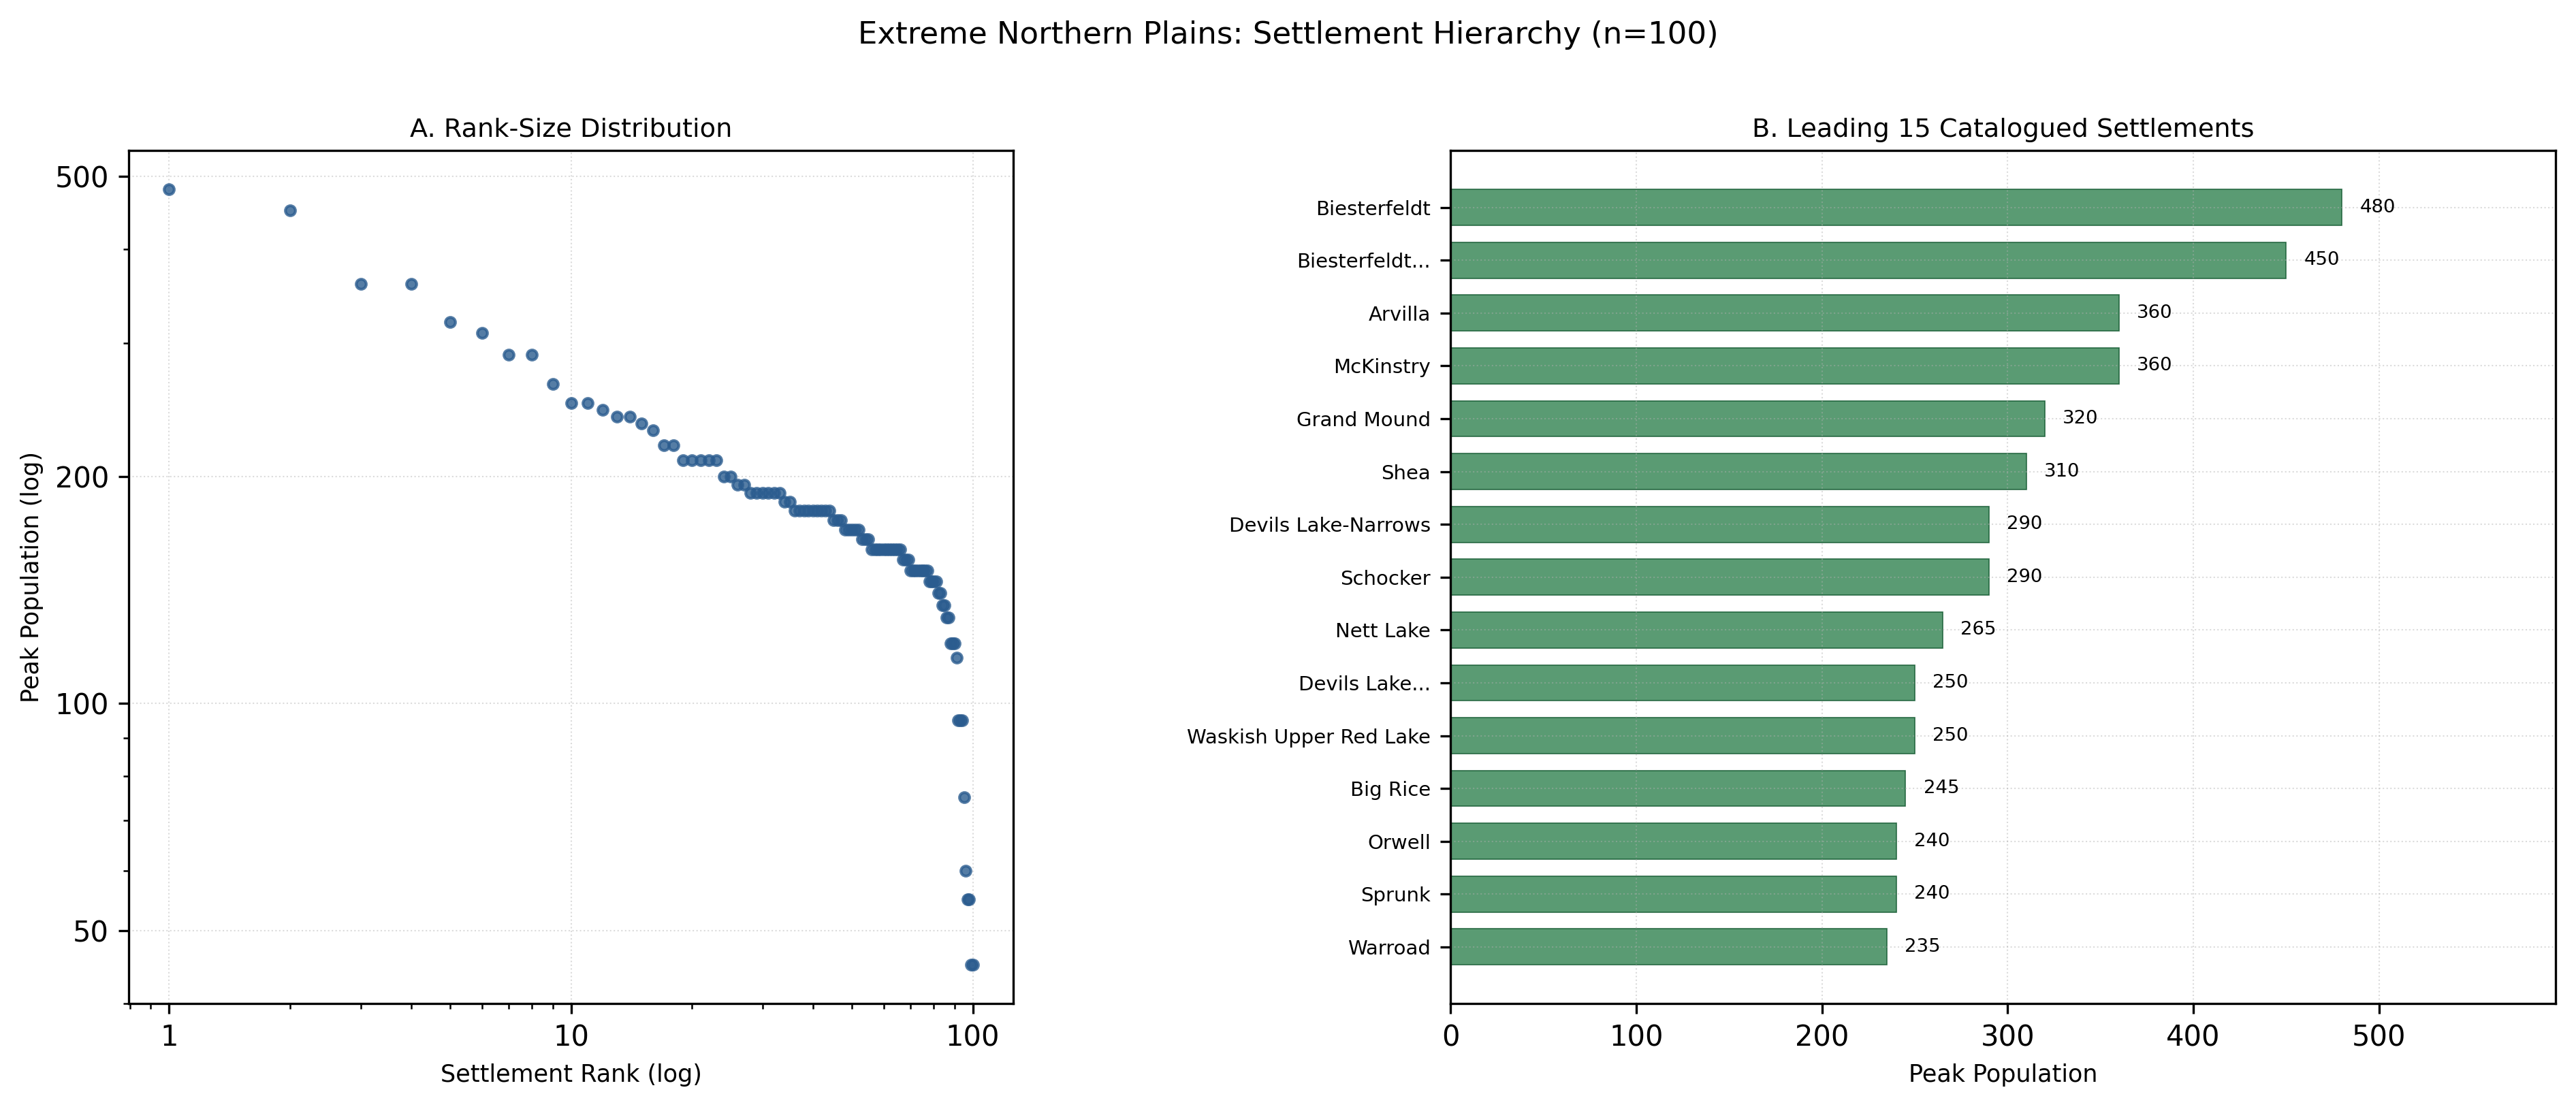 Extreme Northern Plains: Settlement Hierarchy (n=100)
A. Rank-Size Distribution
Peak Population (log)
500
200
100
50
1
10
100
Settlement Rank (log)
B. Leading 15 Catalogued Settlements
Biesterfeldt 480
Biesterfeldt... 450
Arvilla 360
McKinstry 360
Grand Mound 320
Shea 310
Devils Lake-Narrows 290
Schocker 290
Nett Lake 265
Devils Lake... 250
Waskish Upper Red Lake 250
Big Rice 245
Orwell 240
Sprunk 240
Warroad 235
0 100 200 300 400 500
Peak Population